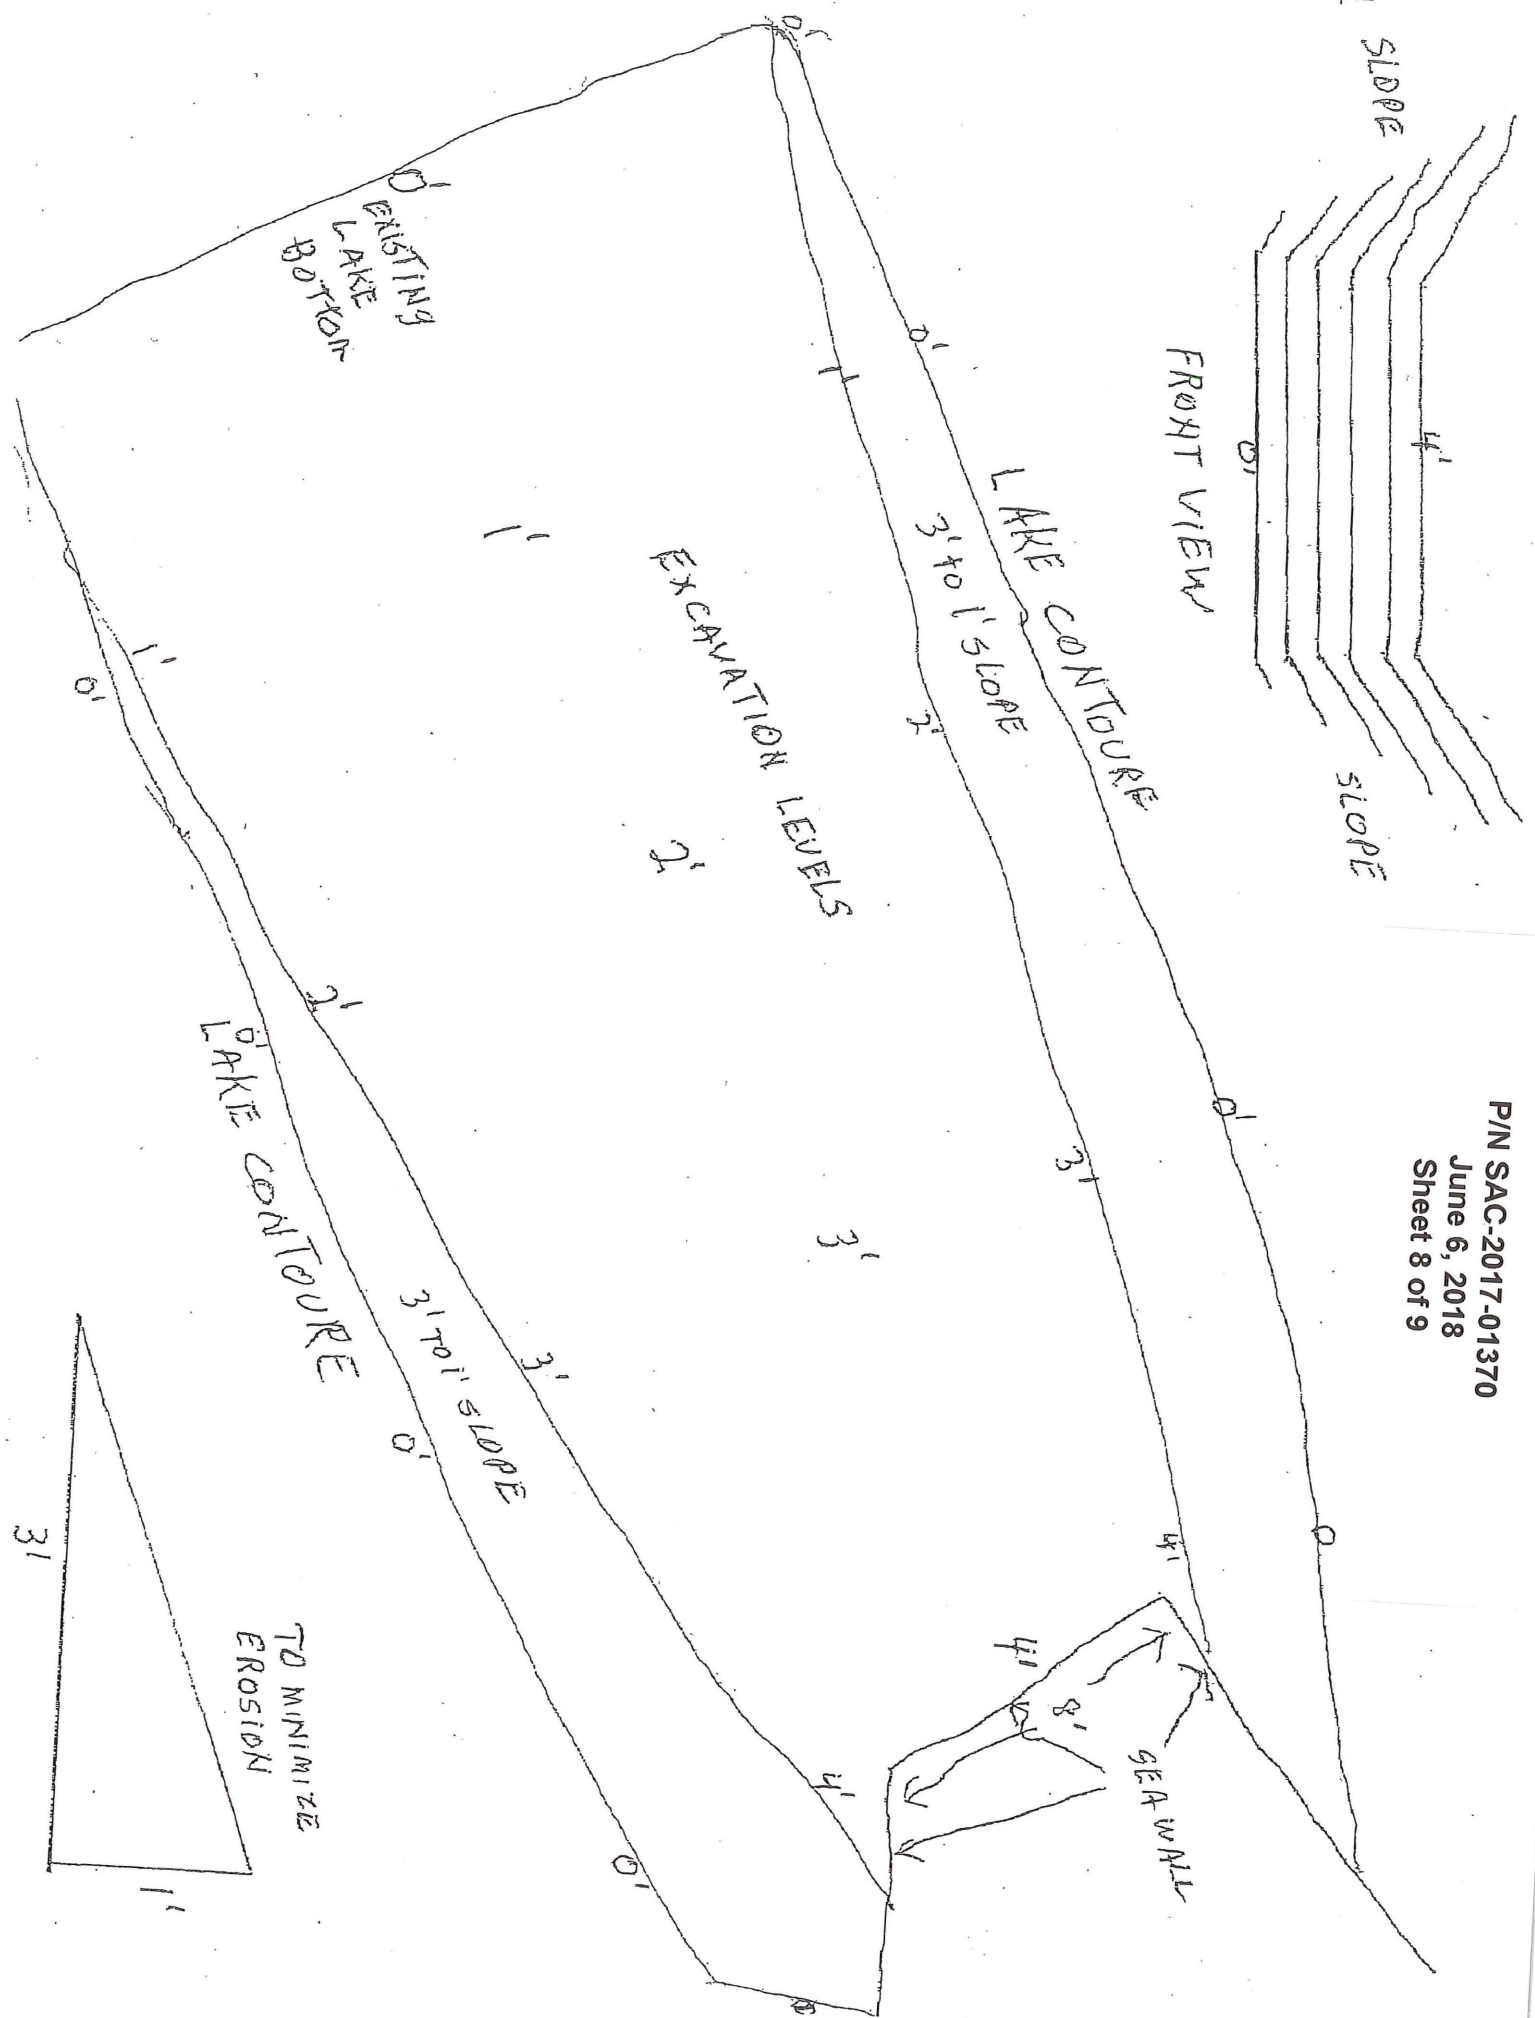 P/N SAC-2017-01370
June 6, 2018
Sheet 8 of 9
SLOPE
4'
SLOPE
0'
FRONT VIEW
0
0'
LAKE CONTOURE
SEAWALL
4'
3'
8'
4'
3' to 1' SLOPE
0'
2'
1'
0'
3'
EXCAVATION LEVELS
2'
1'
4'
0'
EXISTING
LAKE
BOTTOM
3'
0'
3' TO 1' SLOPE
2'
0'
LAKE CONTOURE
0'
1'
0'
TO MINIMIZE
EROSION
1'
3'